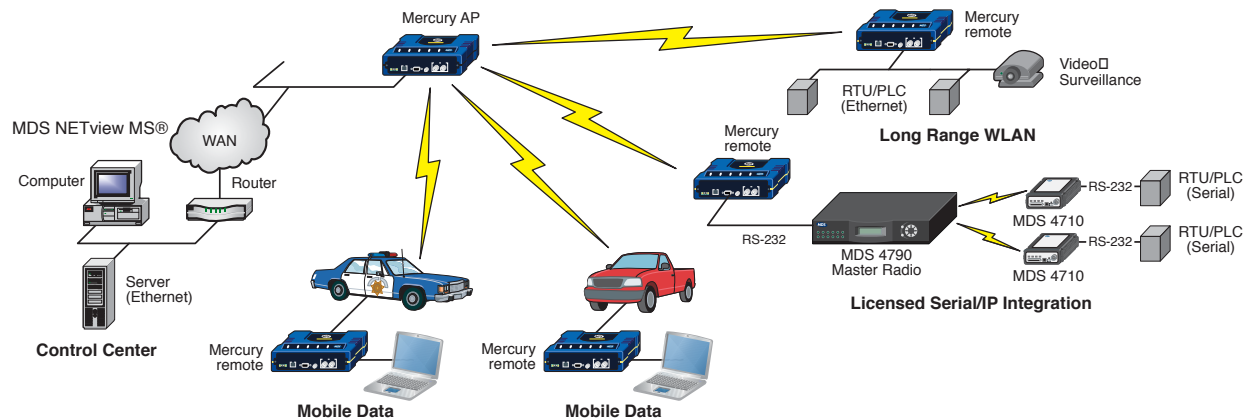 Mercury AP
Mercury
remote
Video□
Surveillance
RTU/PLC
(Ethernet)
Long Range WLAN
MDS NETview MS®
WAN
Computer
Router
Server
(Ethernet)
Control Center
Mercury
remote
RS-232
MDS
MDS 4790
Master Radio
MDS 4710
RS-232
RTU/PLC
(Serial)
MDS 4710
RS-232
RTU/PLC
(Serial)
Licensed Serial/IP Integration
Mercury
remote
Mobile Data
Mercury
remote
Mobile Data